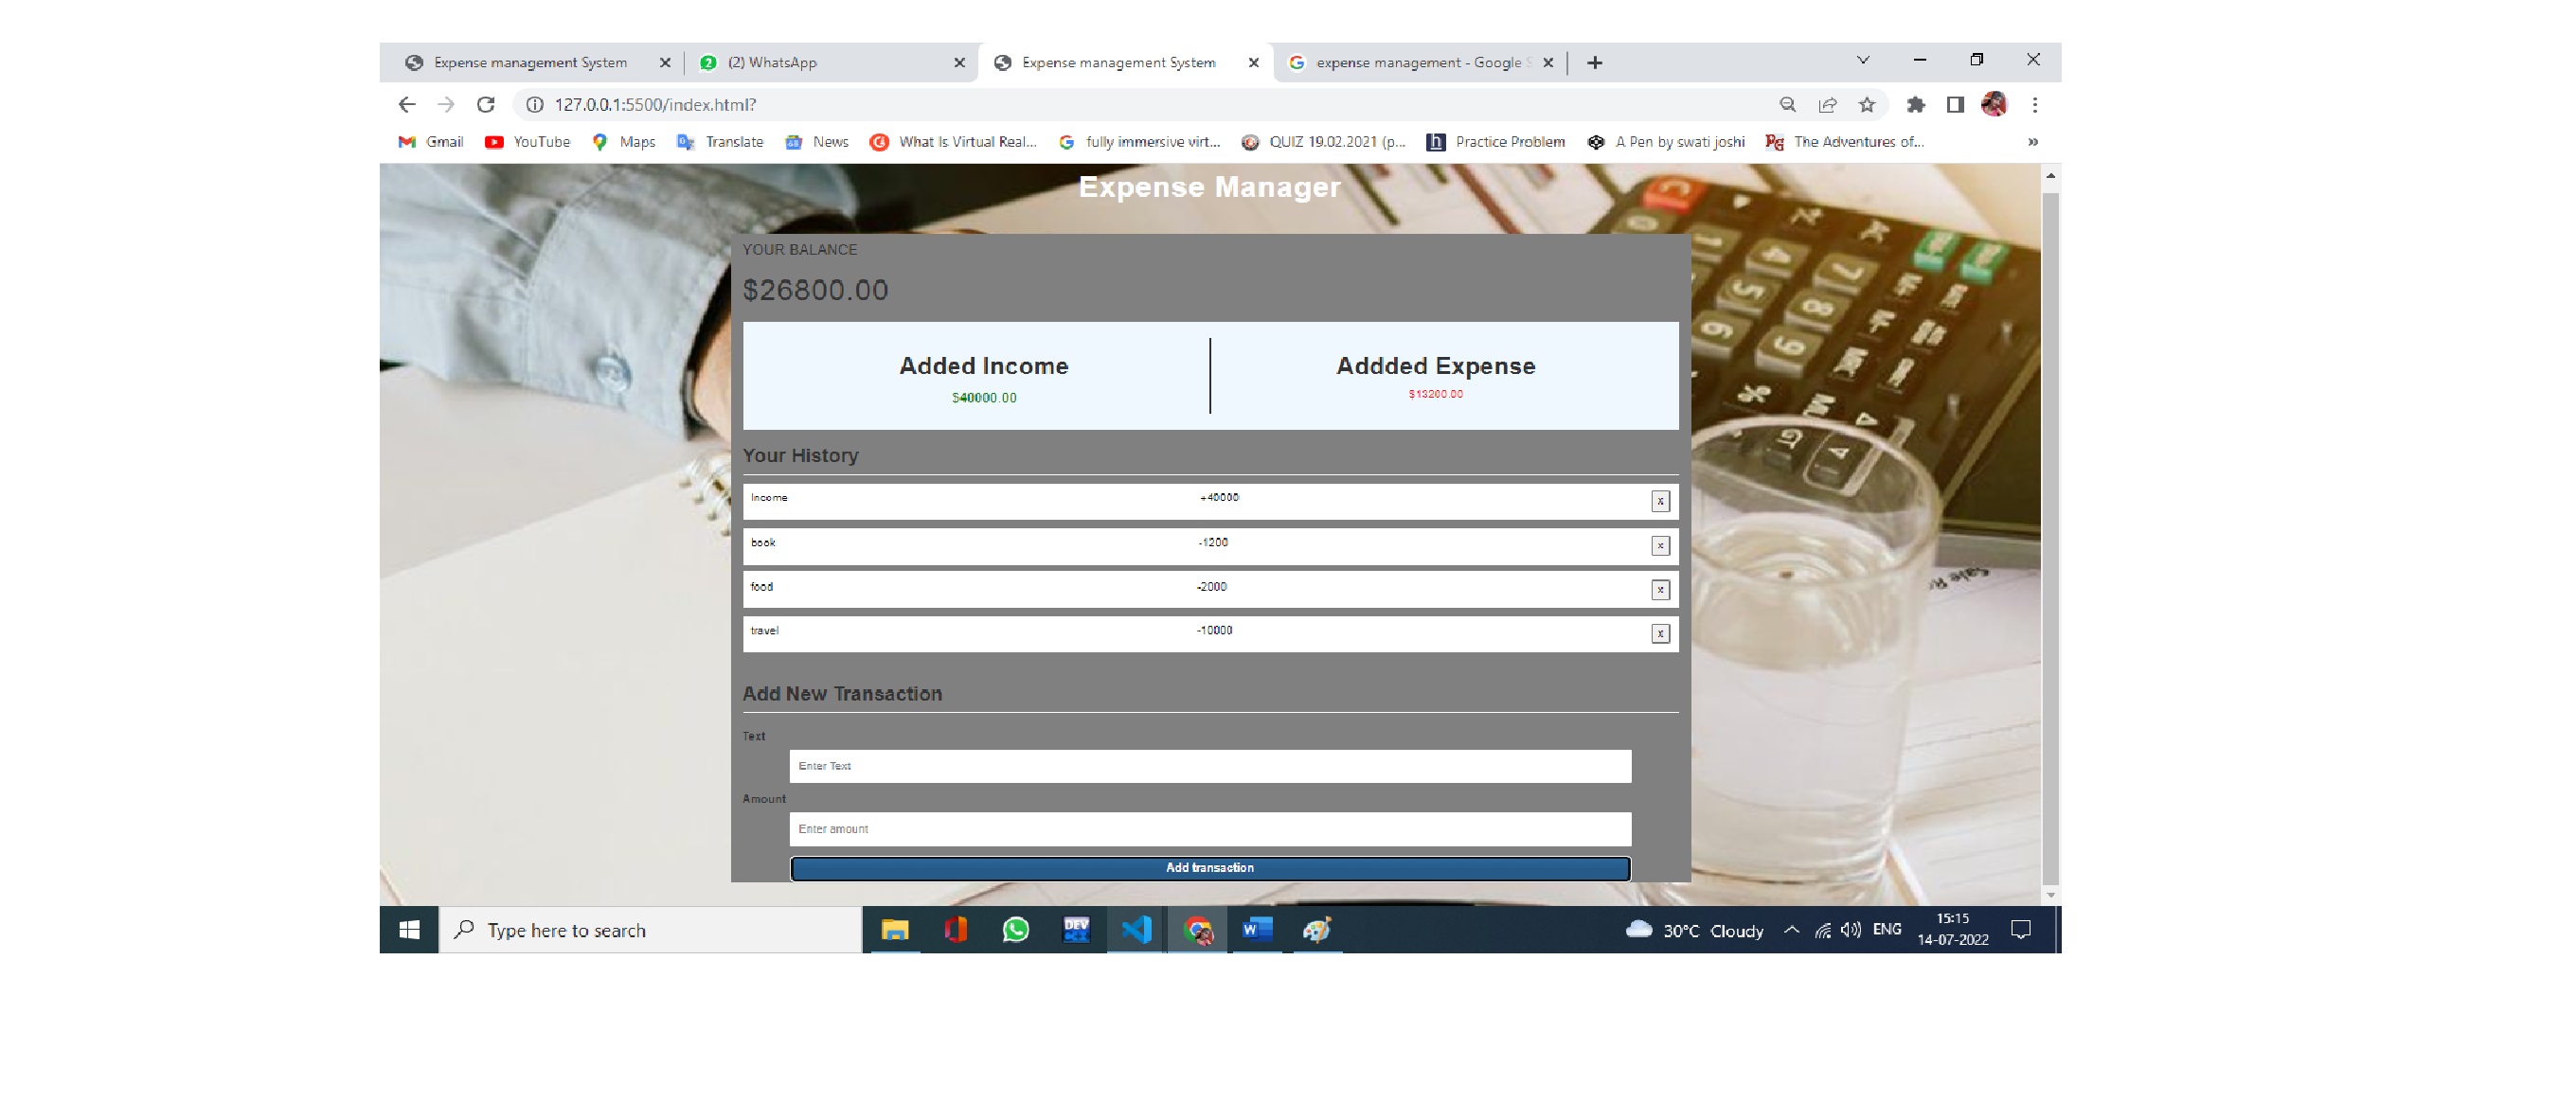 Expense management System
(2) WhatsApp
Expense management System
expense management - Google S
127.0.0.1:5500/index.html?
Gmail YouTube Maps Translate News What Is Virtual Real... fully immersive virt... QUIZ 19.02.2021 (p... Practice Problem A Pen by swati joshi The Adventures of...
Expense Manager
YOUR BALANCE
$26800.00
Added Income
$40000.00
Addded Expense
$13200.00
Your History
Income +40000 x
book -1200 x
food -2000 x
travel -10000 x
Add New Transaction
Text
Enter Text
Amount
Enter amount
Add transaction
Type here to search
DEV
30°C Cloudy
ENG
15:15
14-07-2022